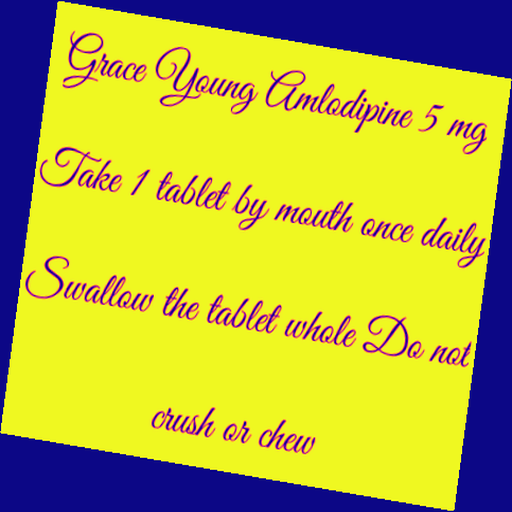 Grace Young Amlodipine 5 mg
Take 1 tablet by mouth once daily
Swallow the tablet whole Do not
crush or chew